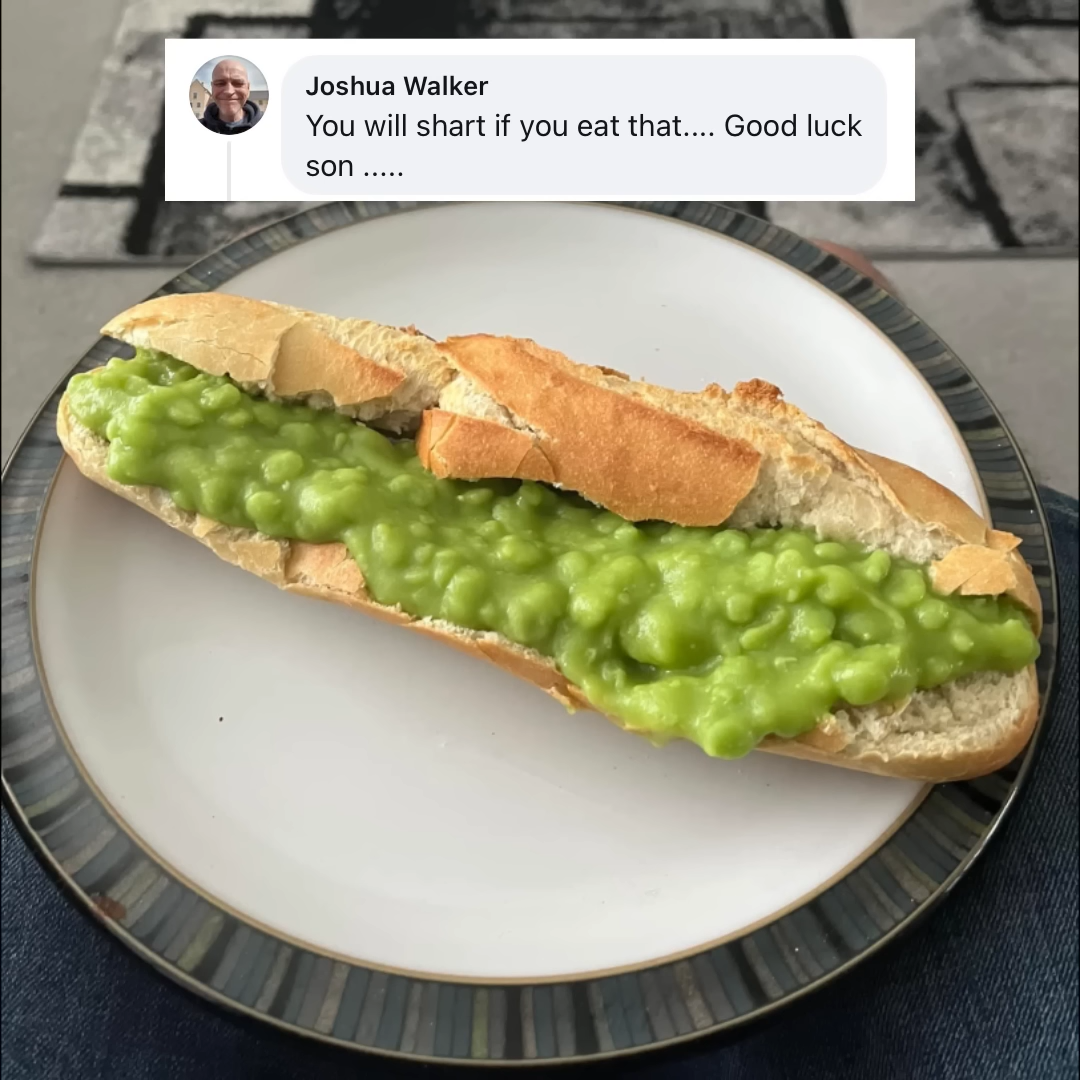 Joshua Walker
You will shart if you eat that.... Good luck
son .....